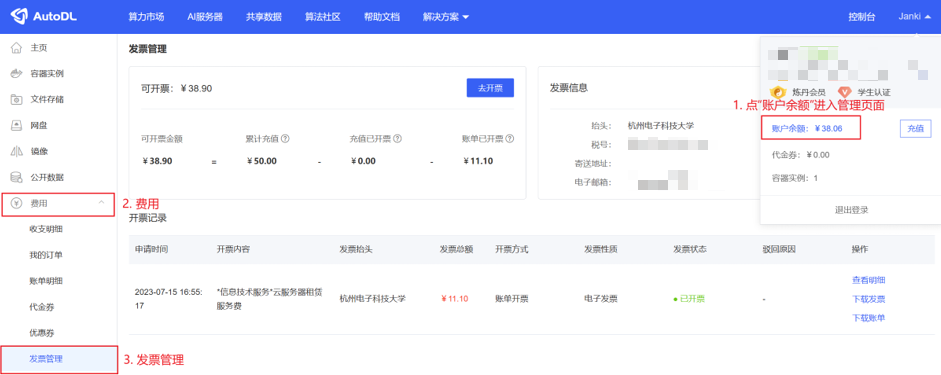 AutoDL
算力市场 AI服务器 共享数据 算法社区 帮助文档 解决方案 控制台 Janki
主页
容器实例
文件存储
网盘
镜像
公开数据
费用
收支明细
我的订单
账单明细
代金券
优惠券
发票管理
2. 费用
3. 发票管理
发票管理
可开票: ¥38.90 去开票
可开票金额 累计充值 充值已开票 账单已开票
¥38.90 = ¥50.00 - ¥0.00 - ¥11.10
发票信息
抬头: 杭州电子科技大学
税号:
寄送地址:
电子邮箱:
炼丹会员 学生认证
1. 点"账户余额"进入管理页面
账户余额: ¥38.06 充值
代金券: ¥0.00
容器实例: 1
退出登录
开票记录
申请时间 开票内容 发票抬头 发票总额 开票方式 发票性质 发票状态 驳回原因 操作
2023-07-15 16:55:
17
*信息技术服务*云服务器租赁
服务费
杭州电子科技大学 ¥11.10 账单开票 电子发票 已开票 -
查看明细
下载发票
下载账单